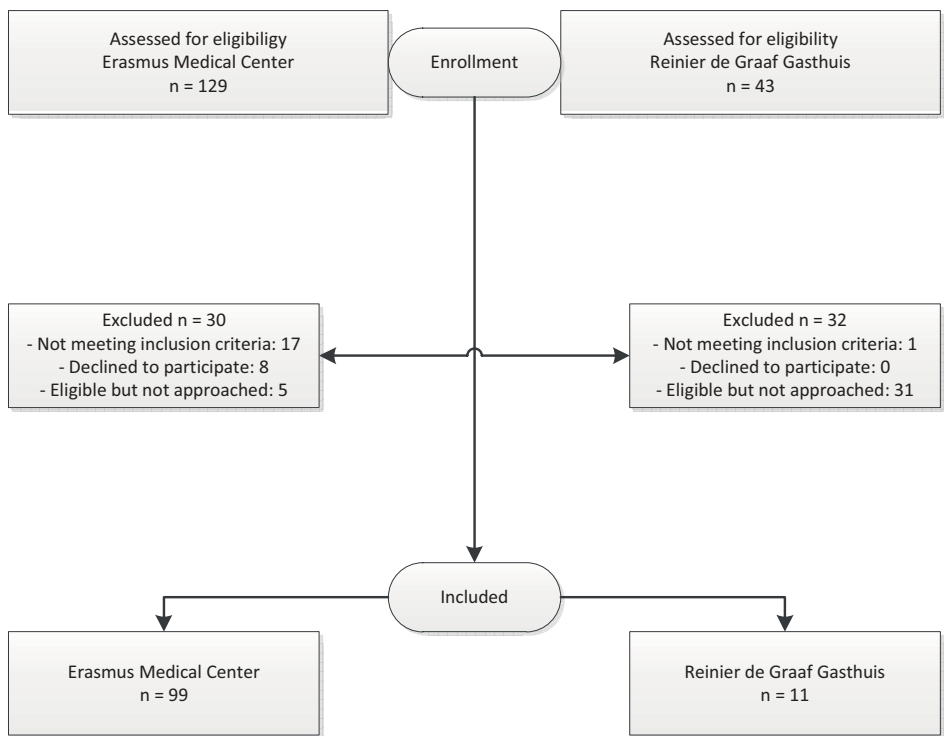 Assessed for eligibiligy
Erasmus Medical Center
n = 129
Enrollment
Assessed for eligibility
Reinier de Graaf Gasthuis
n = 43
Excluded n = 30
- Not meeting inclusion criteria: 17
- Declined to participate: 8
- Eligible but not approached: 5
Excluded n = 32
- Not meeting inclusion criteria: 1
- Declined to participate: 0
- Eligible but not approached: 31
Included
Erasmus Medical Center
n = 99
Reinier de Graaf Gasthuis
n = 11